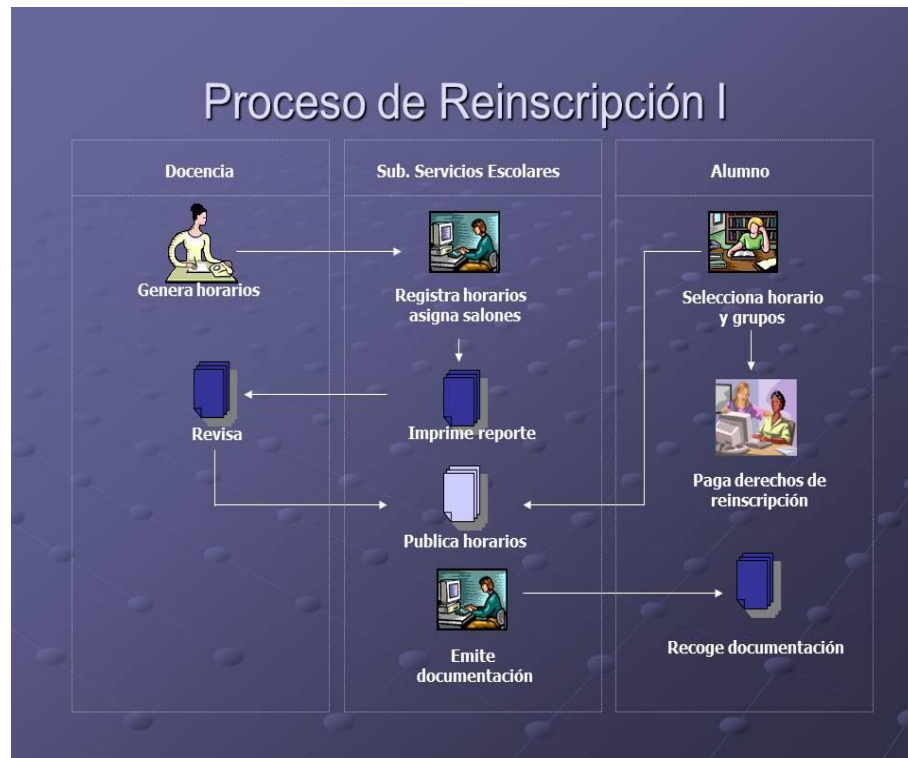 Proceso de Reinscripción I
Docencia
Sub. Servicios Escolares
Alumno
Genera horarios
Registra horarios
asigna salones
Selecciona horario
y grupos
Revisa
Imprime reporte
Paga derechos de
reinscripción
Publica horarios
Emite
documentación
Recoge documentación